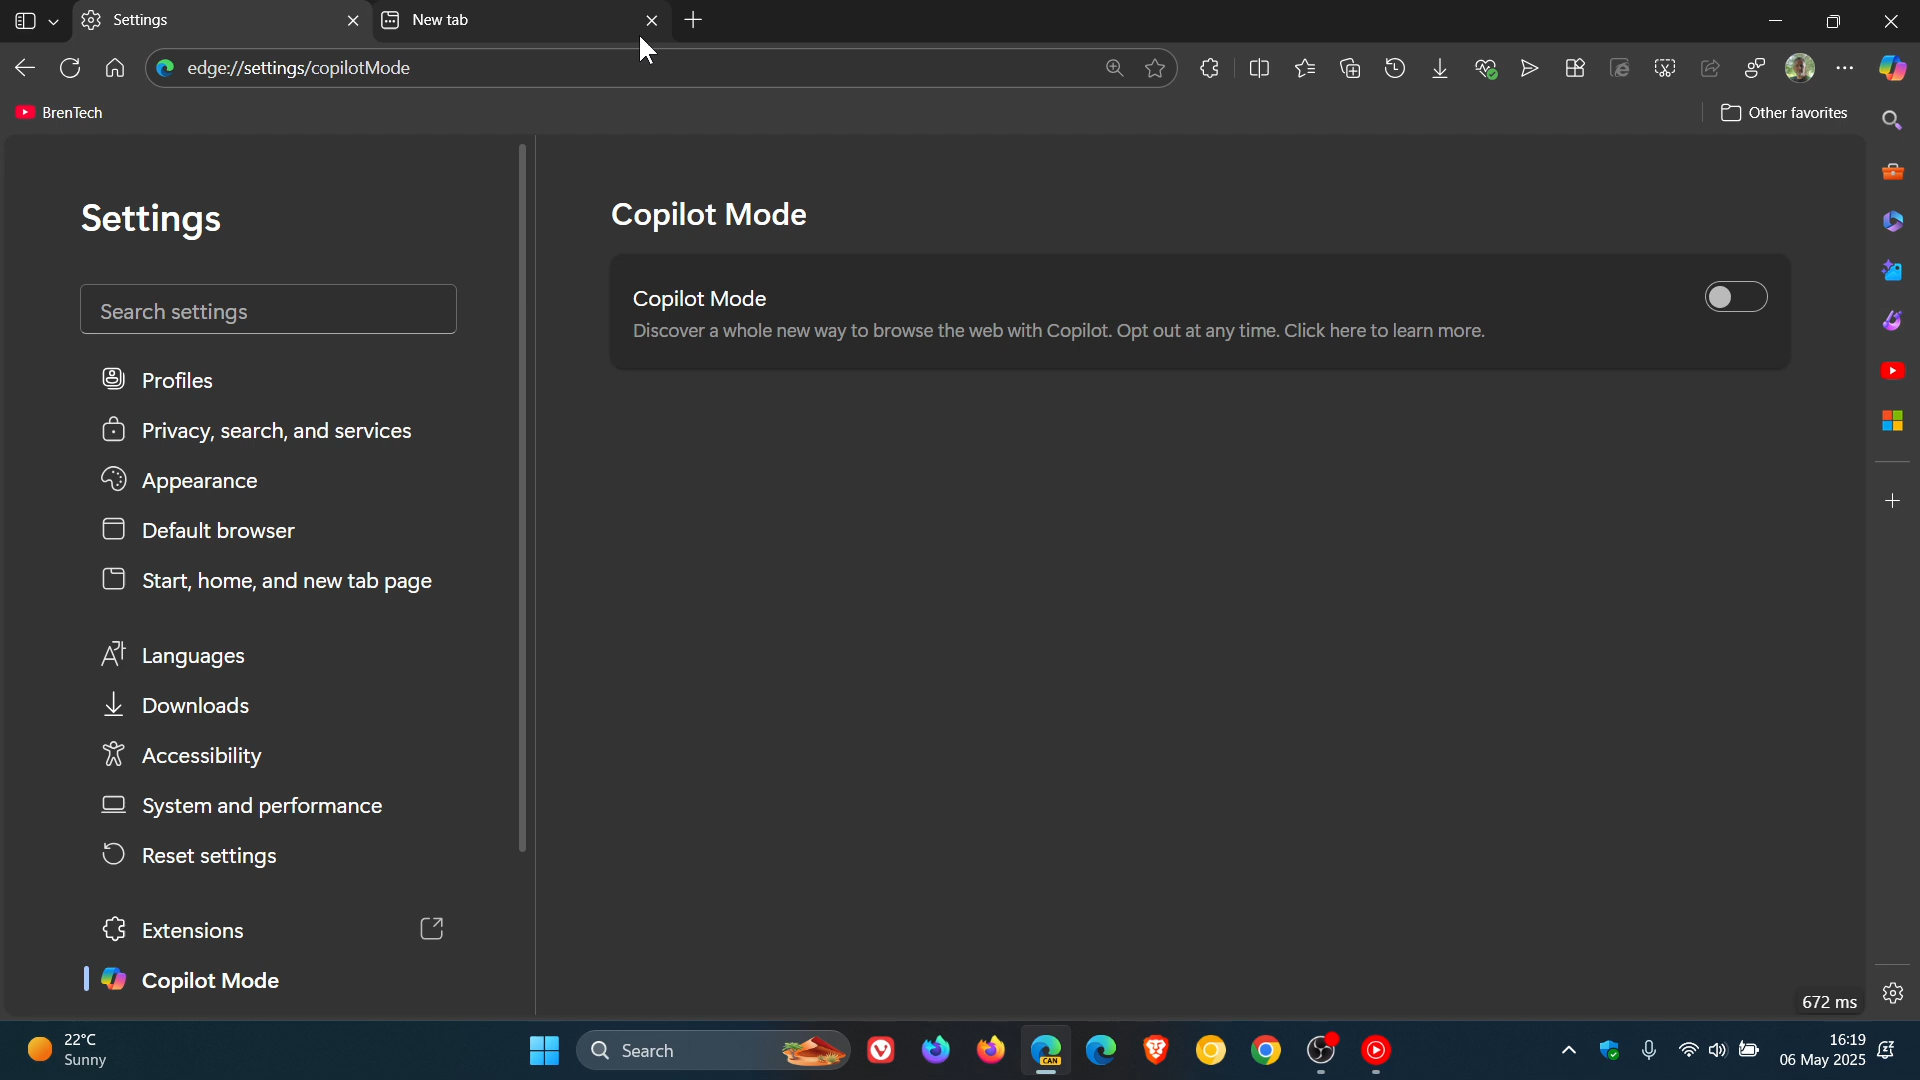 Settings
New tab
edge://settings/copilotMode
BrenTech
Other favorites
Settings
Search settings
Profiles
Privacy, search, and services
Appearance
Default browser
Start, home, and new tab page
Languages
Downloads
Accessibility
System and performance
Reset settings
Extensions
Copilot Mode
Copilot Mode
Copilot Mode
Discover a whole new way to browse the web with Copilot. Opt out at any time. Click here to learn more.
672 ms
22°C
Sunny
Search
CAN
16:19
06 May 2025